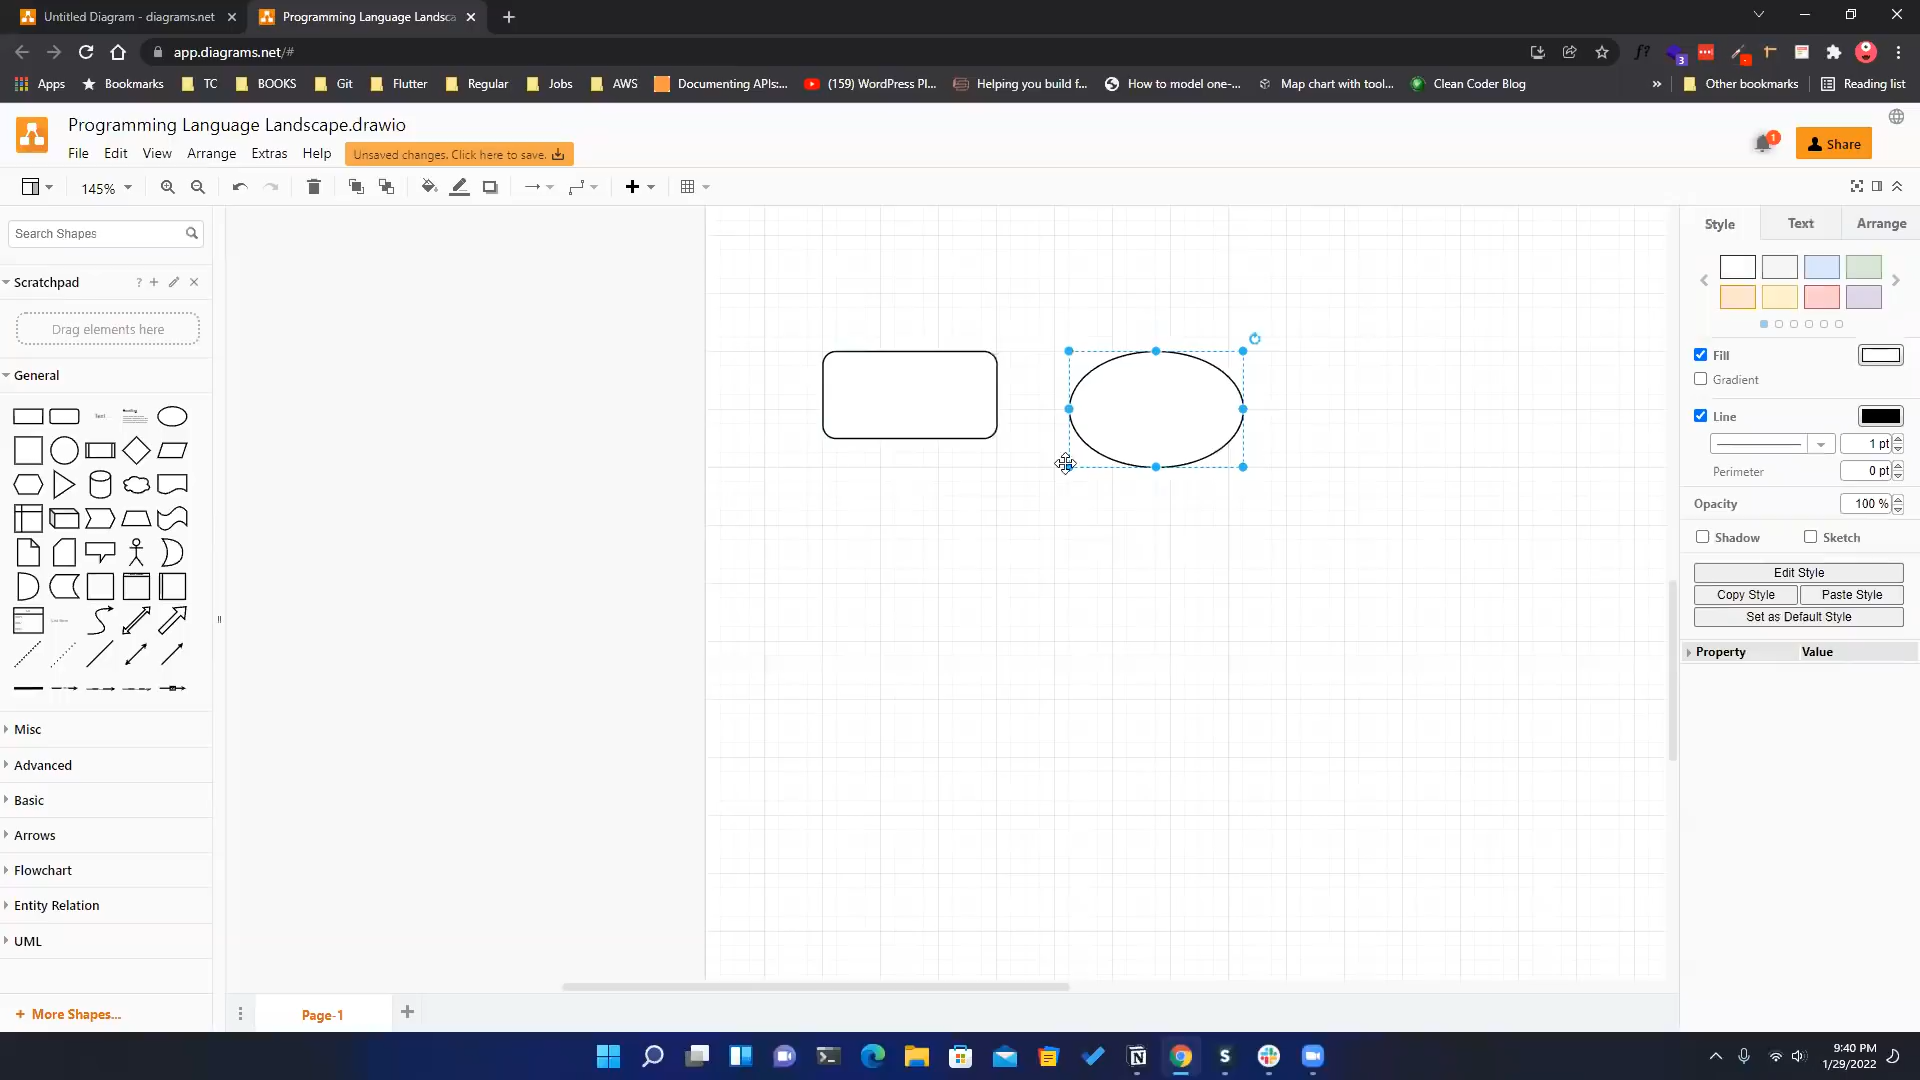 Untitled Diagram - diagrams.net
Programming Language Landsca
app.diagrams.net/#
f?
3
Apps
Bookmarks
TC
BOOKS
Git
Flutter
Regular
Jobs
AWS
Documenting APIs:...
(159) WordPress Pl...
Helping you build f...
How to model one-...
Map chart with tool...
Clean Coder Blog
»
Other bookmarks
Reading list
Programming Language Landscape.drawio
File
Edit
View
Arrange
Extras
Help
Unsaved changes. Click here to save.
1
Share
145%
Search Shapes
Scratchpad
?
Drag elements here
General
Text
Heading
Misc
Advanced
Basic
Arrows
Flowchart
Entity Relation
UML
+ More Shapes...
Page-1
Style
Text
Arrange
Fill
Gradient
Line
1 pt
Perimeter
0 pt
Opacity
100 %
Shadow
Sketch
Edit Style
Copy Style
Paste Style
Set as Default Style
Property
Value
9:40 PM
1/29/2022